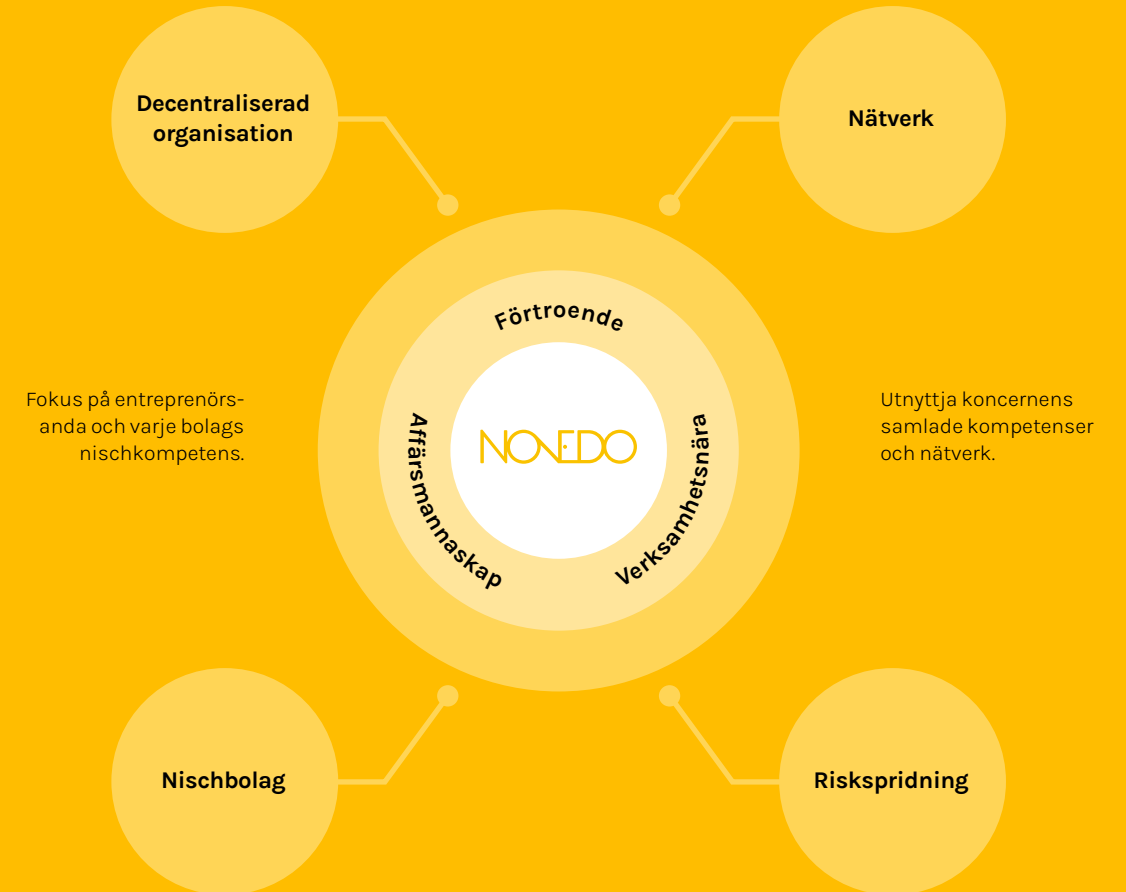 Decentraliserad
organisation
Nätverk
Förtroende
Fokus på entreprenörs-
anda och varje bolags
nischkompetens.
Affärsmannaskap
NOVEDO
Verksamhetsnära
Utnyttja koncernens
samlade kompetenser
och nätverk.
Nischbolag
Riskspridning